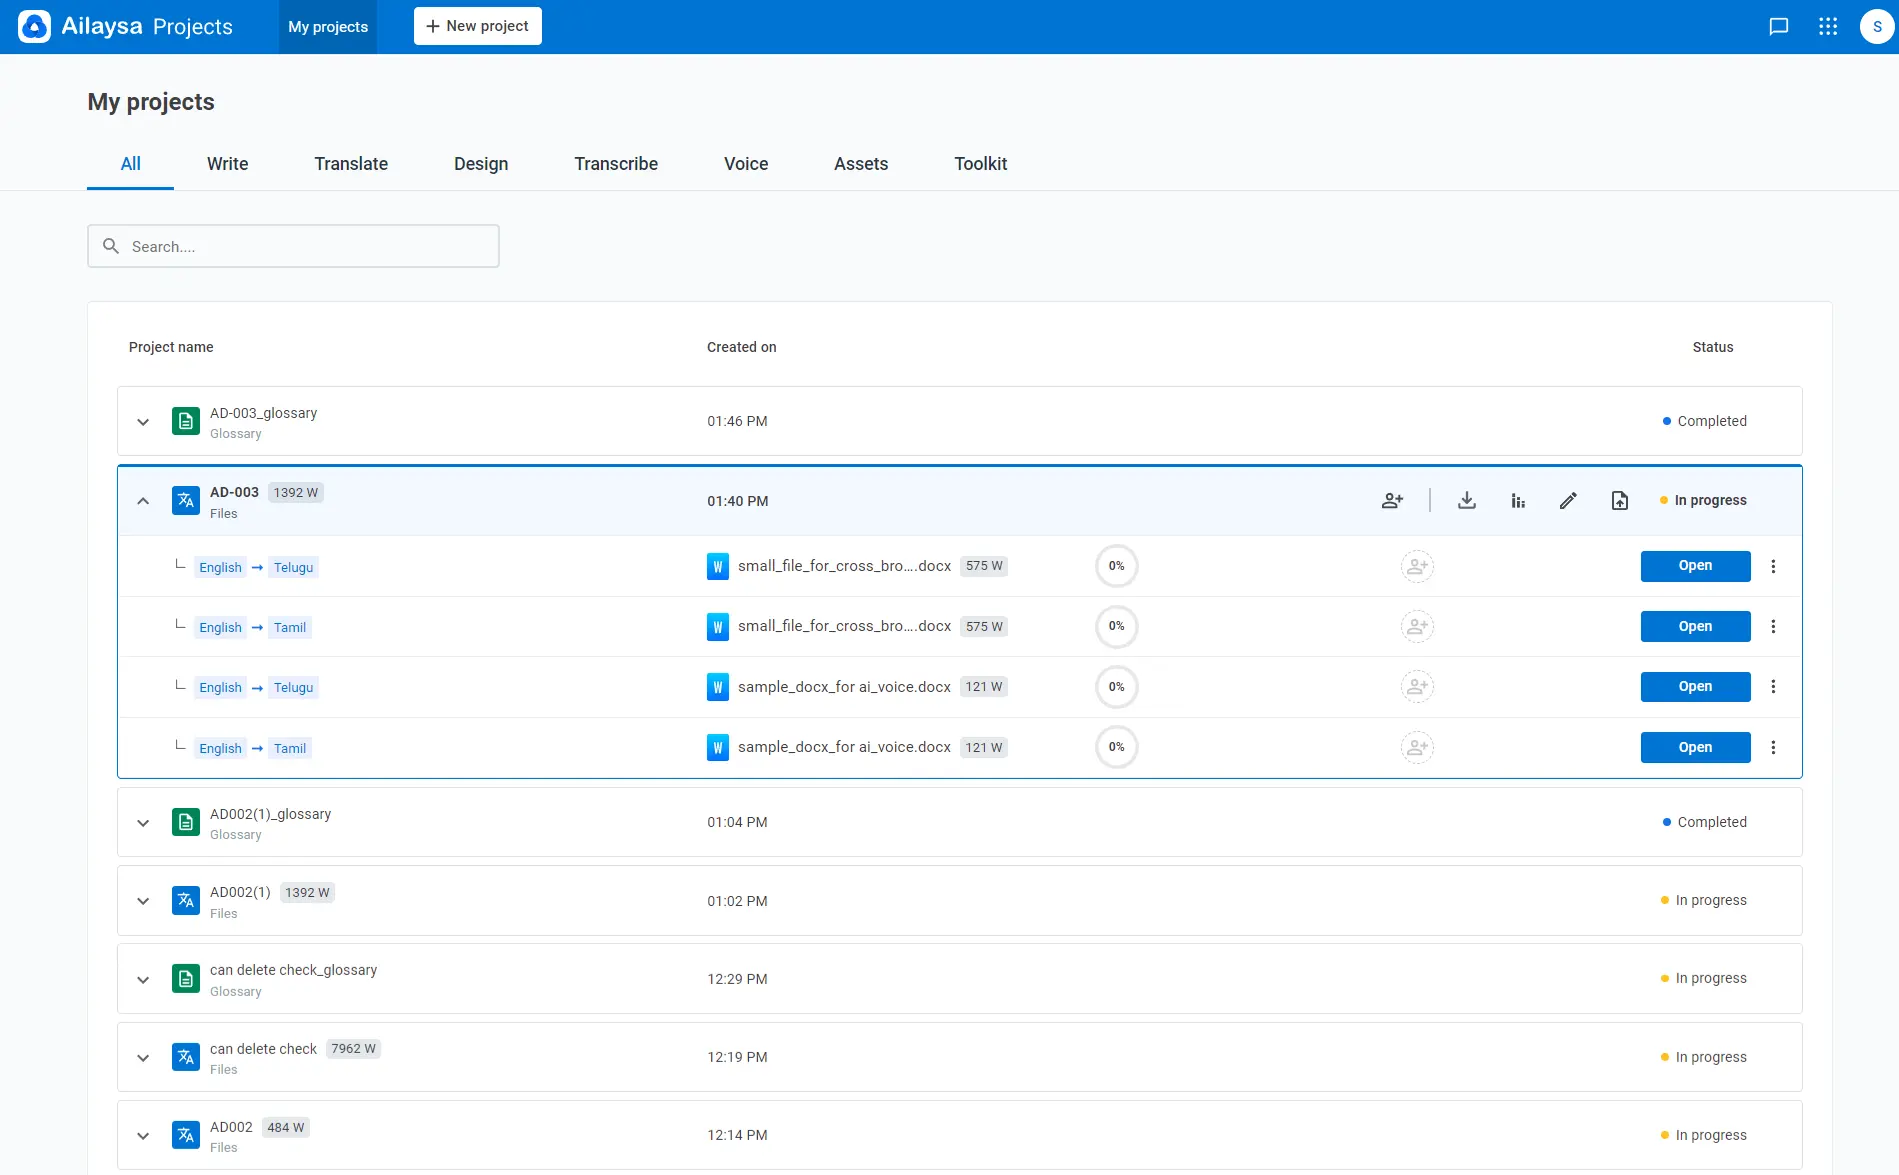 Ailaysa Projects
My projects
+ New project
S
My projects
All
Write
Translate
Design
Transcribe
Voice
Assets
Toolkit
Search....
Project name
Created on
Status
AD-003_glossary
Glossary
01:46 PM
Completed
AD-003 1392 W
Files
01:40 PM
In progress
English → Telugu
W small_file_for_cross_bro....docx 575 W
0%
Open
English → Tamil
W small_file_for_cross_bro....docx 575 W
0%
Open
English → Telugu
W sample_docx_for ai_voice.docx 121 W
0%
Open
English → Tamil
W sample_docx_for ai_voice.docx 121 W
0%
Open
AD002(1)_glossary
Glossary
01:04 PM
Completed
AD002(1) 1392 W
Files
01:02 PM
In progress
can delete check_glossary
Glossary
12:29 PM
In progress
can delete check 7962 W
Files
12:19 PM
In progress
AD002 484 W
Files
12:14 PM
In progress